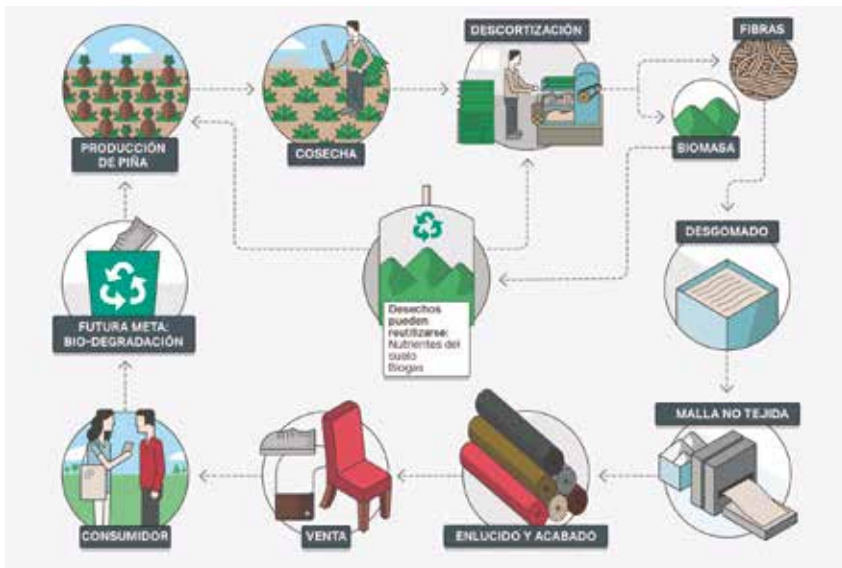 PRODUCCIÓN
DE PIÑA
COSECHA
DESCORTIZACIÓN
FIBRAS
BIOMASA
DESGOMADO
MALLA NO TEJIDA
ENLUCIDO Y ACABADO
VENTA
CONSUMIDOR
FUTURA META:
BIO-DEGRADACIÓN
Desechos
pueden
reutilizarse:
Nutrientes del
suelo
Biogas